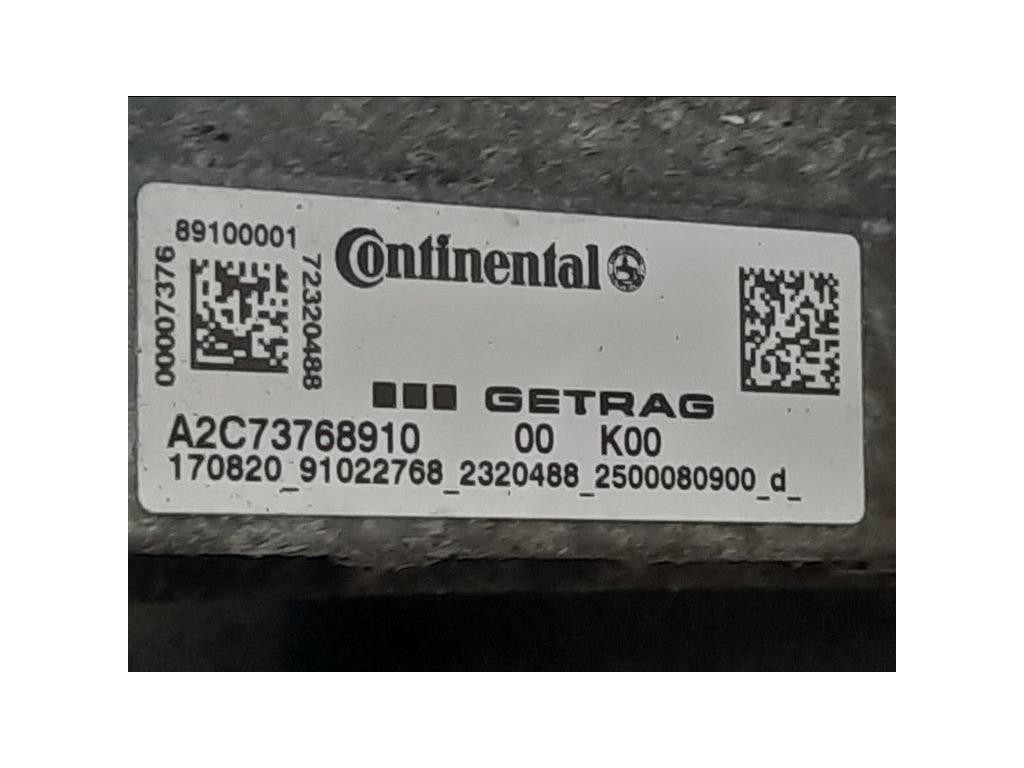 89100001
00007376
72320488
Continental
GETRAG
A2C73768910 00 K00
170820_91022768_2320488_2500080900_d_